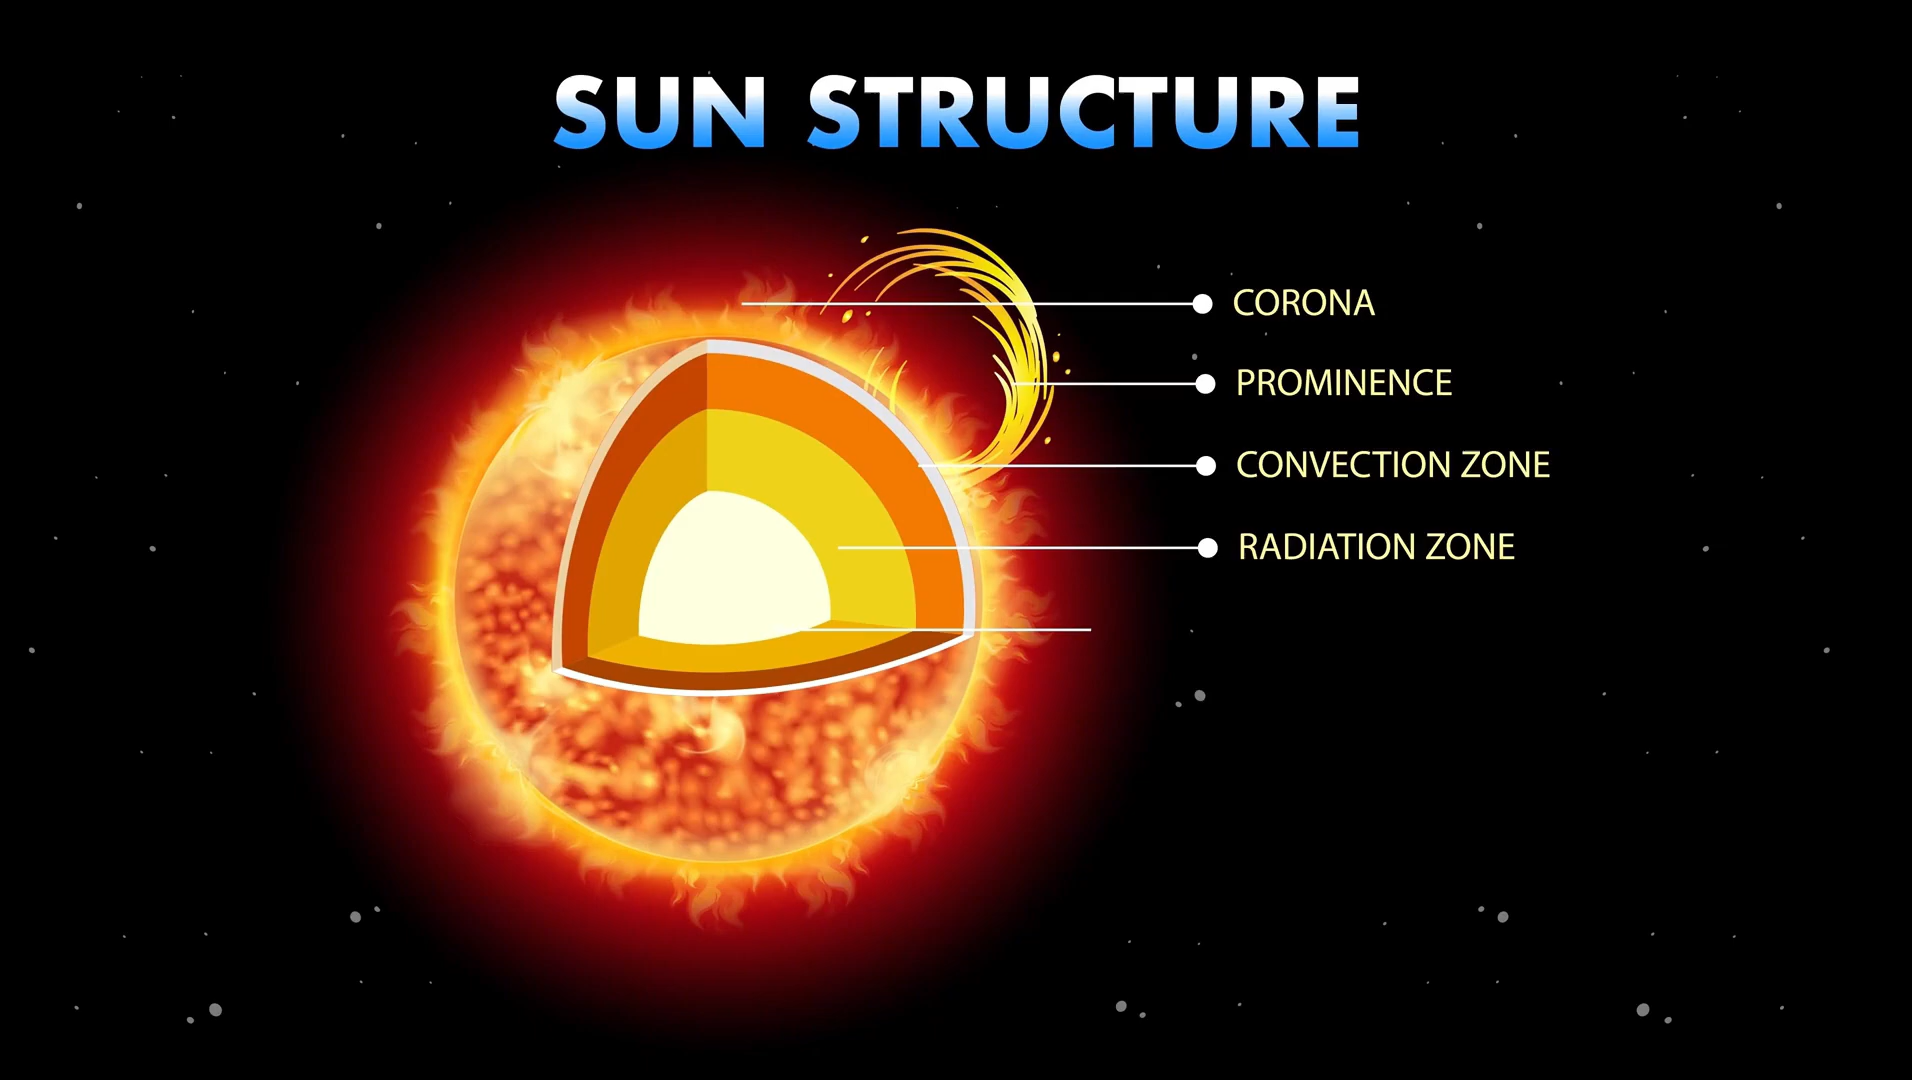 SUN STRUCTURE
CORONA
PROMINENCE
CONVECTION ZONE
RADIATION ZONE